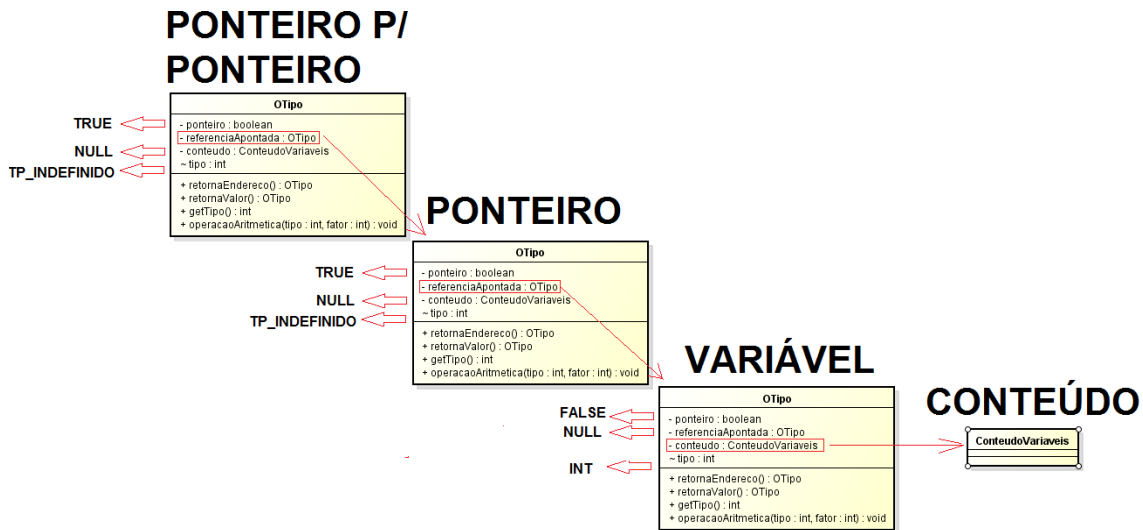 PONTEIRO P/
PONTEIRO
OTipo
TRUE
- ponteiro : boolean
- referenciaApontada : OTipo
NULL
- conteudo : ConteudoVariaveis
TP_INDEFINIDO
~ tipo : int
+ retornaEndereco() : OTipo
+ retornaValor() : OTipo
+ getTipo() : int
+ operacaoAritmetica(tipo : int, fator : int) : void
PONTEIRO
OTipo
TRUE
- ponteiro : boolean
- referenciaApontada : OTipo
NULL
- conteudo : ConteudoVariaveis
TP_INDEFINIDO
~ tipo : int
+ retornaEndereco() : OTipo
+ retornaValor() : OTipo
+ getTipo() : int
+ operacaoAritmetica(tipo : int, fator : int) : void
VARIÁVEL
OTipo
FALSE
- ponteiro : boolean
NULL
- referenciaApontada : OTipo
- conteudo : ConteudoVariaveis
INT
~ tipo : int
+ retornaEndereco() : OTipo
+ retornaValor() : OTipo
+ getTipo() : int
+ operacaoAritmetica(tipo : int, fator : int) : void
CONTEÚDO
ConteudoVariaveis